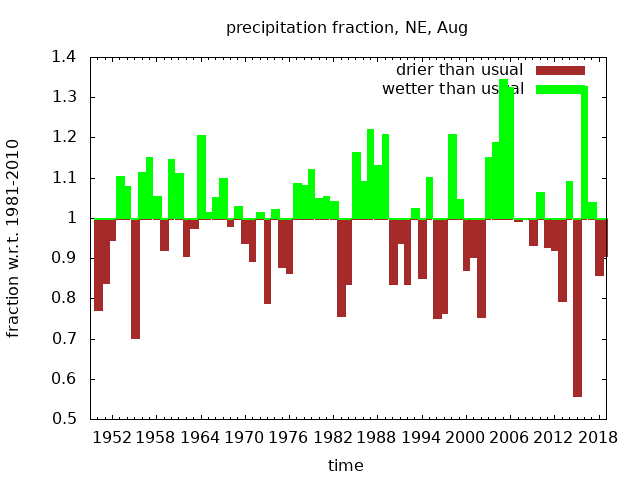 precipitation fraction, NE, Aug
drier than usual
wetter than usual
1.4
1.3
1.2
1.1
1
0.9
0.8
0.7
0.6
0.5
fraction w.r.t. 1981-2010
1952 1958 1964 1970 1976 1982 1988 1994 2000 2006 2012 2018
time